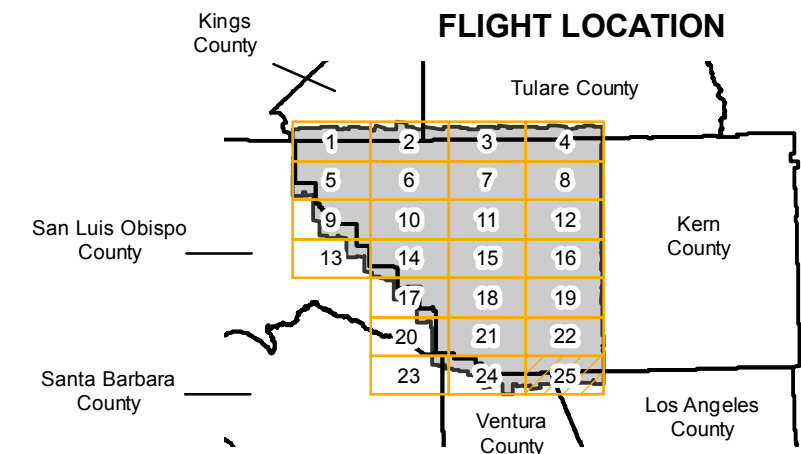 Kings
County
FLIGHT LOCATION
Tulare County
1 2 3 4
5 6 7 8
San Luis Obispo
County
9 10 11 12
Kern
County
13 14 15 16
17 18 19
20 21 22
Santa Barbara
County
23 24 25
Ventura
County
Los Angeles
County